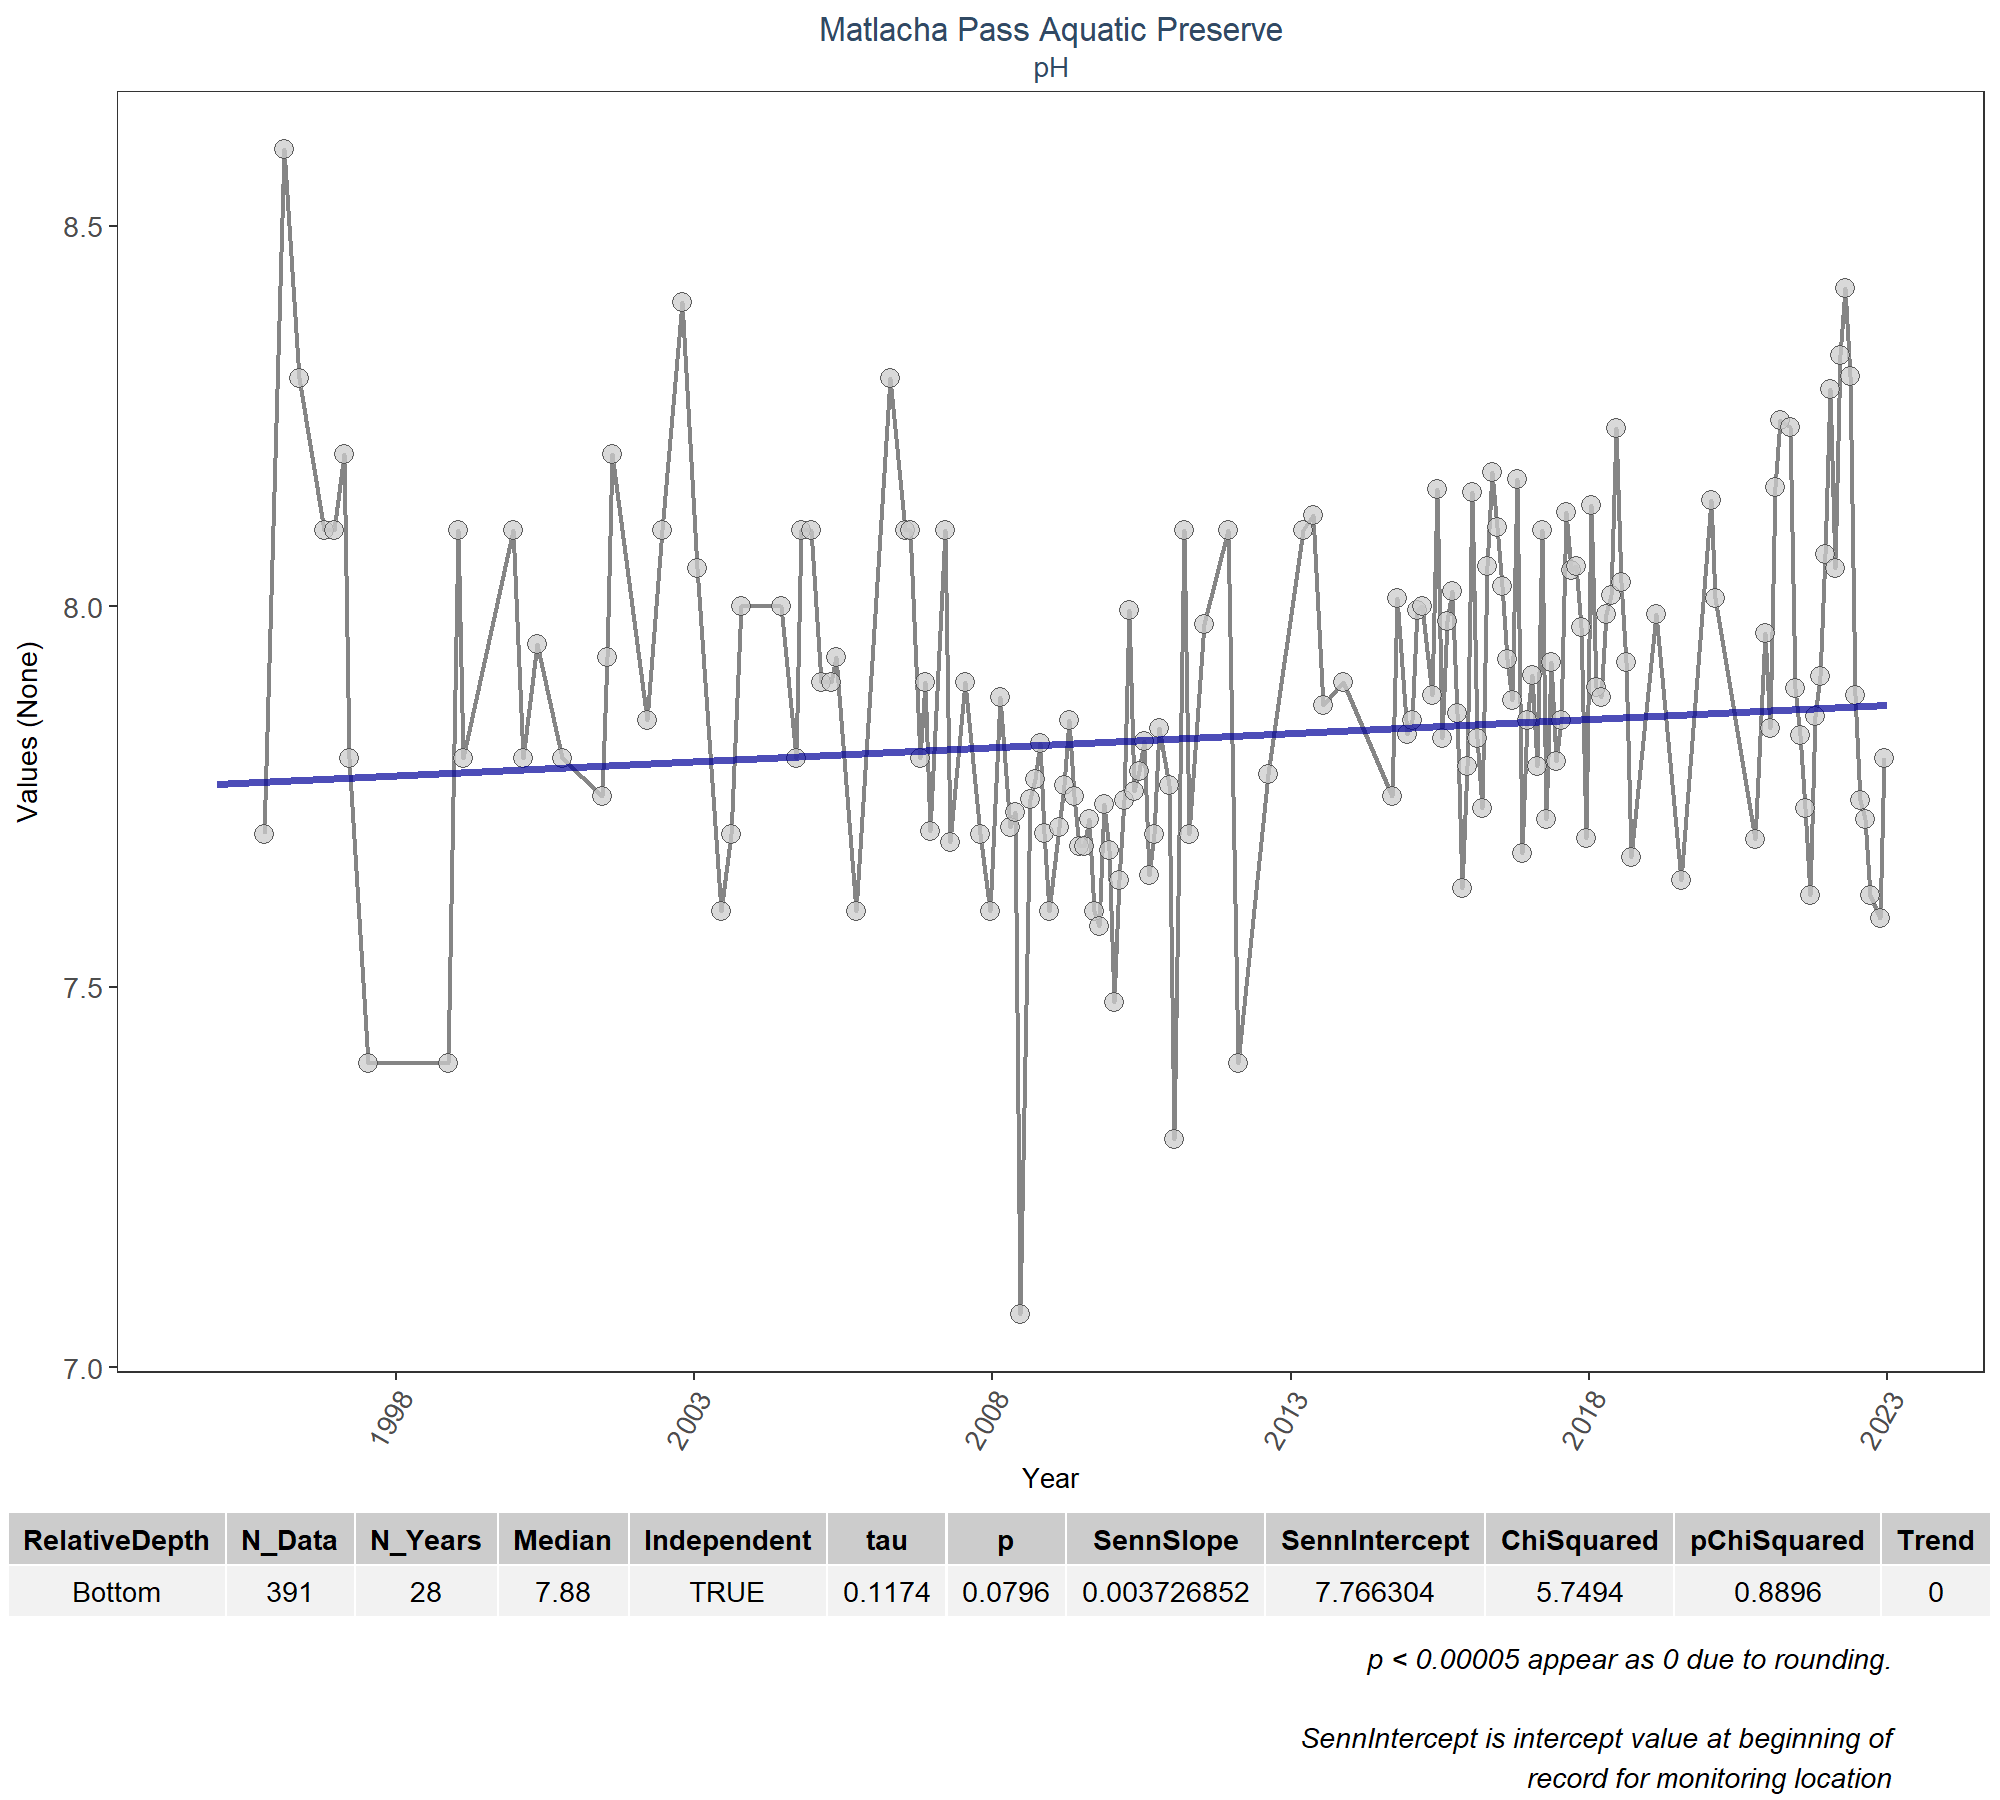 Matlacha Pass Aquatic Preserve
pH
8.5
8.0
7.5
7.0
Values (None)
1998
2003
2008
2013
2018
2023
Year
RelativeDepth N_Data N_Years Median Independent tau p SennSlope SennIntercept ChiSquared pChiSquared Trend
Bottom 391 28 7.88 TRUE 0.1174 0.0796 0.003726852 7.766304 5.7494 0.8896 0
p < 0.00005 appear as 0 due to rounding.
SennIntercept is intercept value at beginning of
record for monitoring location